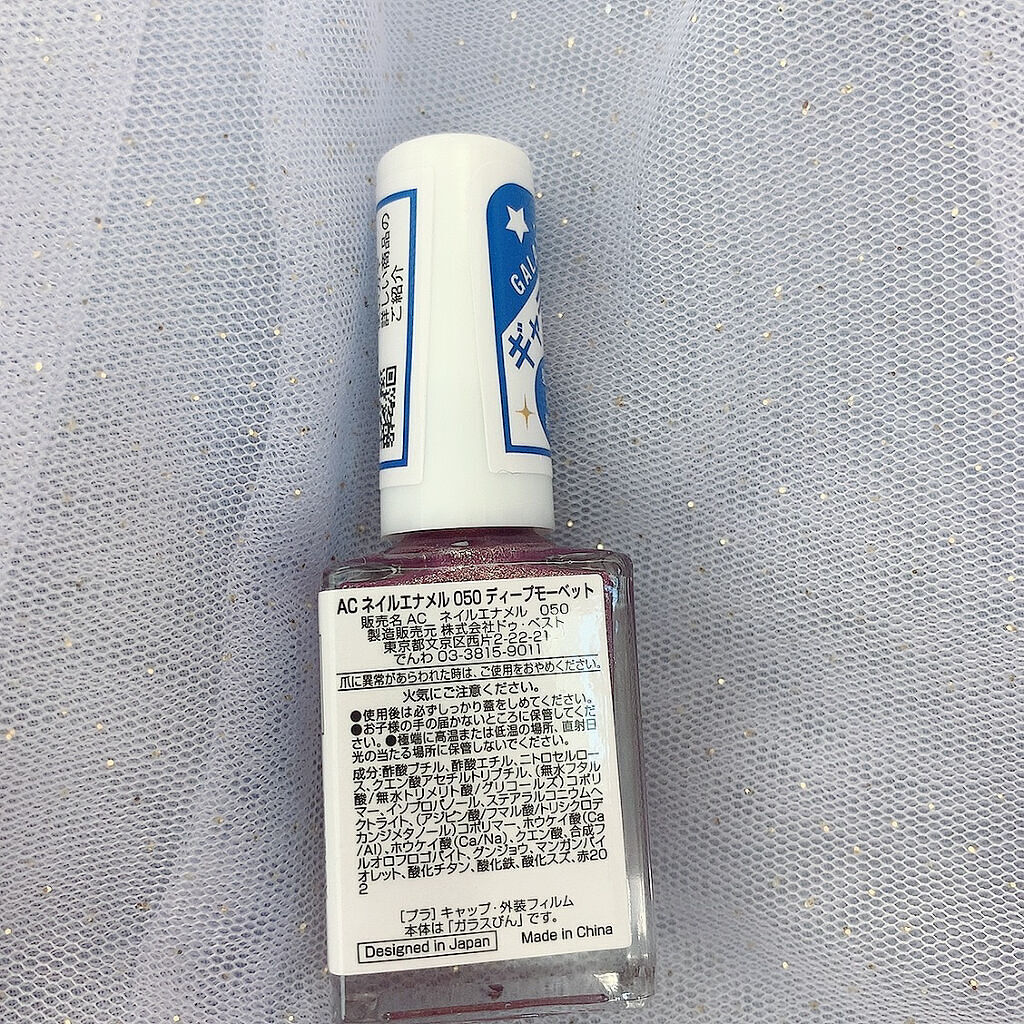 の品商いし詳
ご紹介
GAL
ギャ
ACネイルエナメル 050 ディープモーベット
販売名 AC ネイルエナメル 050
製造販売元 株式会社ドゥ・ベスト
東京都文京区西片2-22-21
でんわ 03-3815-9011
爪に異常があらわれた時は、ご使用をおやめください。
火気にご注意ください。
●使用後は必ずしっかり蓋をしめてください。
●お子様の手の届かないところに保管してくだ
さい。●極端に高温または低温の場所、直射日
光の当たる場所に保管しないでください。
成分:酢酸ブチル、酢酸エチル、ニトロセルロー
ス、クエン酸アセチルトリブチル、(無水フタル
酸/無水トリメリト酸/グリコールズ)コポリ
マー、イソプロパノール、ステアラルコニウムヘ
クトライト、(アジピン酸/フマル酸/トリシクロデ
カンジメタノール)コポリマー、ホウケイ酸(Ca
/Al)、ホウケイ酸(Ca/Na)、クエン酸、合成フ
ルオロフロゴパイト、グンジョウ、マンガンバイ
オレット、酸化チタン、酸化鉄、酸化スズ、赤20
2
[プラ] キャップ・外装フィルム
本体は「ガラスびん」です。
Designed in Japan Made in China